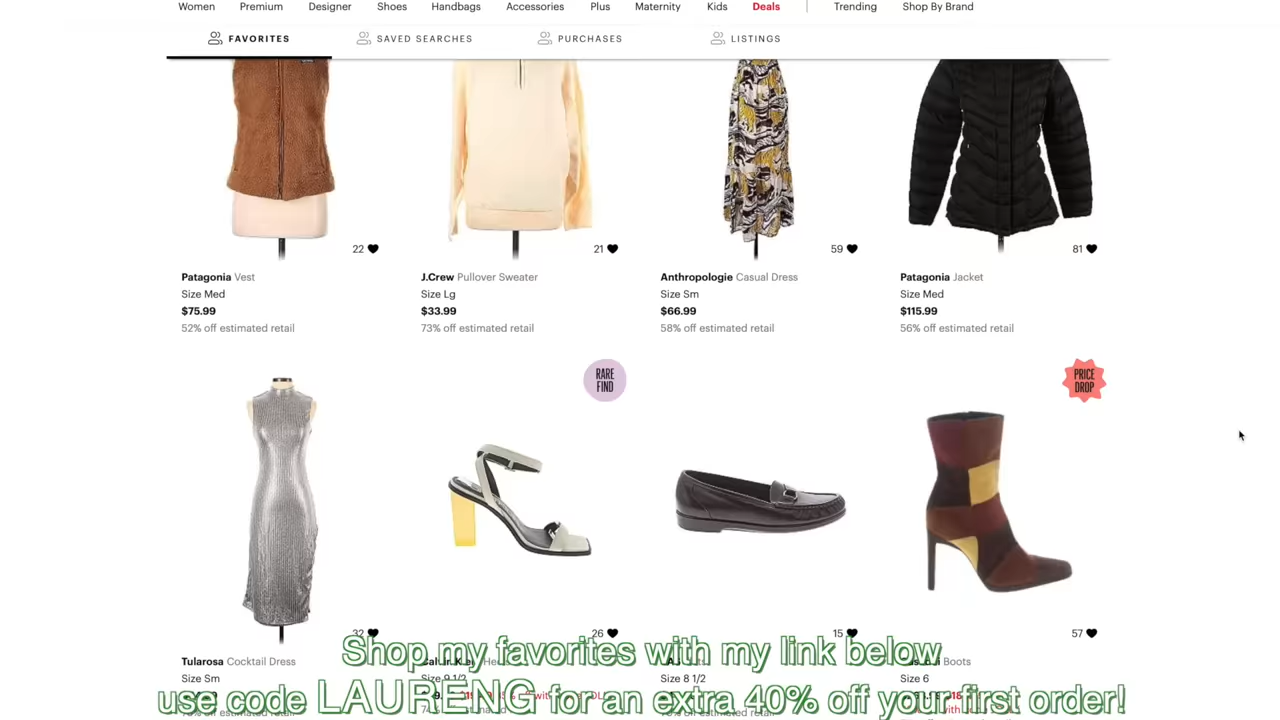 Women Premium Designer Shoes Handbags Accessories Plus Maternity Kids Deals Trending Shop By Brand
FAVORITES SAVED SEARCHES PURCHASES LISTINGS
22 21 59 81
Patagonia Vest J.Crew Pullover Sweater Anthropologie Casual Dress Patagonia Jacket
Size Med Size Lg Size Sm Size Med
$75.99 $33.99 $66.99 $115.99
52% off estimated retail 73% off estimated retail 58% off estimated retail 56% off estimated retail
RARE PRICE
FIND DROP
32 26 15 57
Shop my favorites with my link below
Tularosa Cocktail Dress Boots
Size Sm Size 9 1/2 Size 8 1/2 Size 6
use code LAURENG for an extra 40% off your first order!